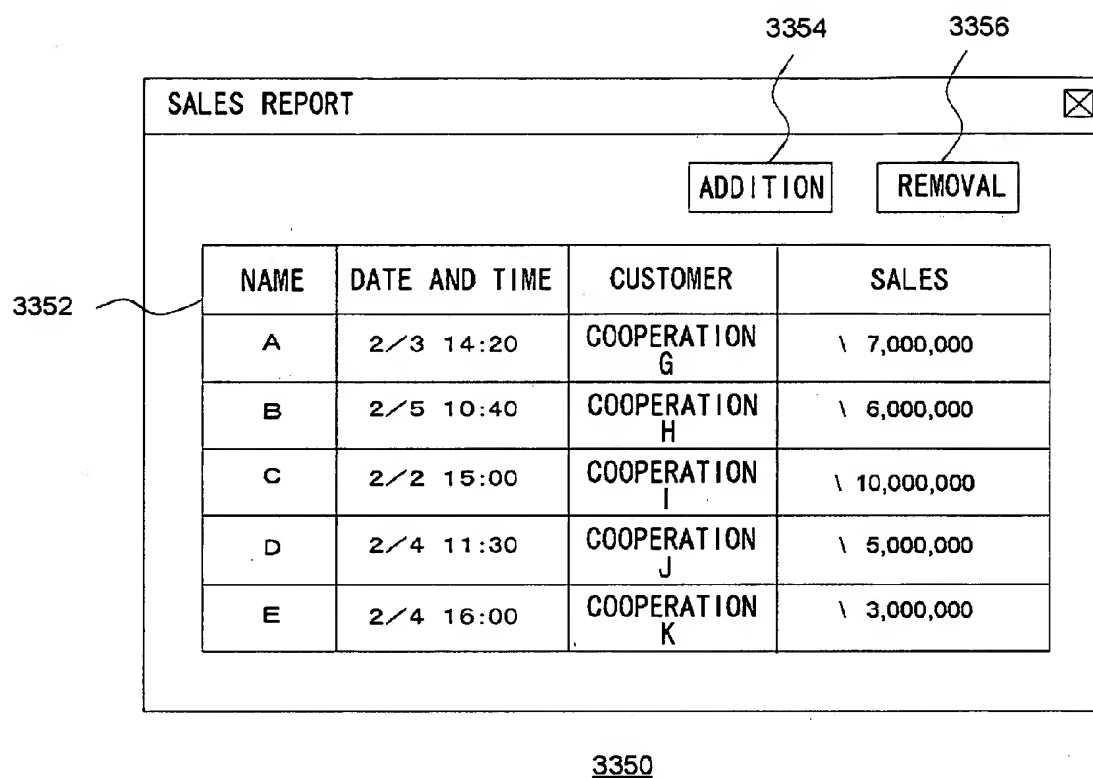 3354 3356
SALES REPORT
ADDITION REMOVAL
3352
NAME DATE AND TIME CUSTOMER SALES
A 2/3 14:20 COOPERATION G \ 7,000,000
B 2/5 10:40 COOPERATION H \ 6,000,000
C 2/2 15:00 COOPERATION I \ 10,000,000
D 2/4 11:30 COOPERATION J \ 5,000,000
E 2/4 16:00 COOPERATION K \ 3,000,000
3350